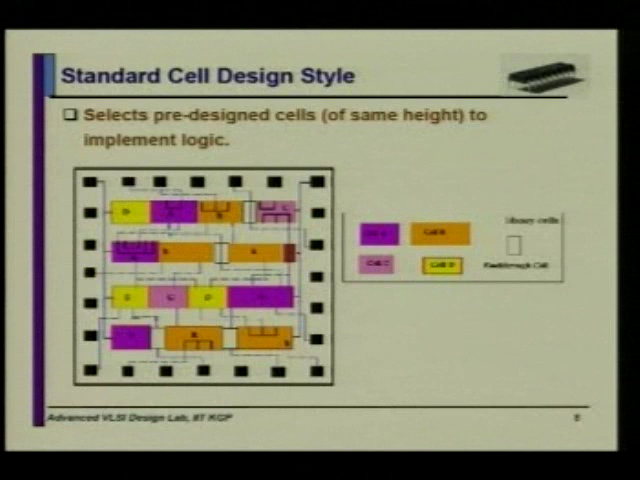 Standard Cell Design Style
Selects pre-designed cells (of same height) to
implement logic.
D
library cells
Cell A
Cell B
Cell C
Cell D
Feedthrough Cell
Advanced VLSI Design Lab, IIT KGP